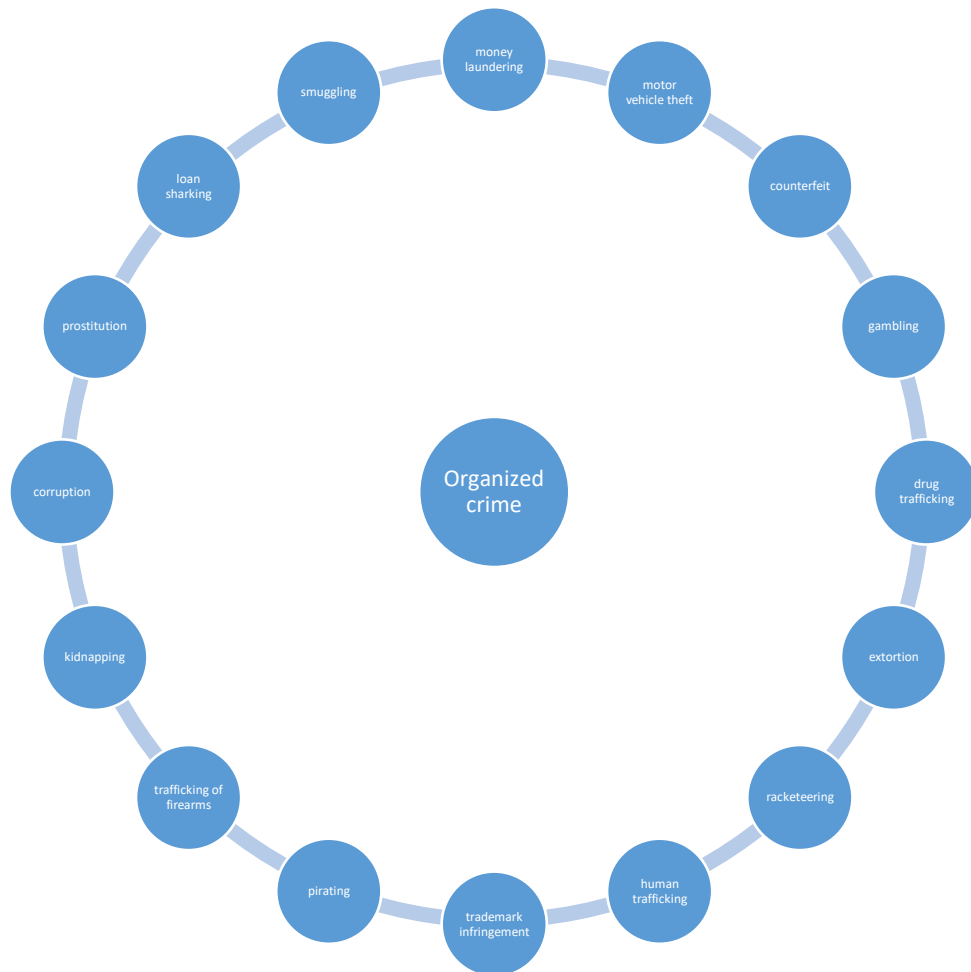 money
laundering
motor
vehicle theft
counterfeit
gambling
drug
trafficking
extortion
racketeering
human
trafficking
trademark
infringement
pirating
trafficking of
firearms
kidnapping
corruption
prostitution
loan
sharking
smuggling
Organized
crime